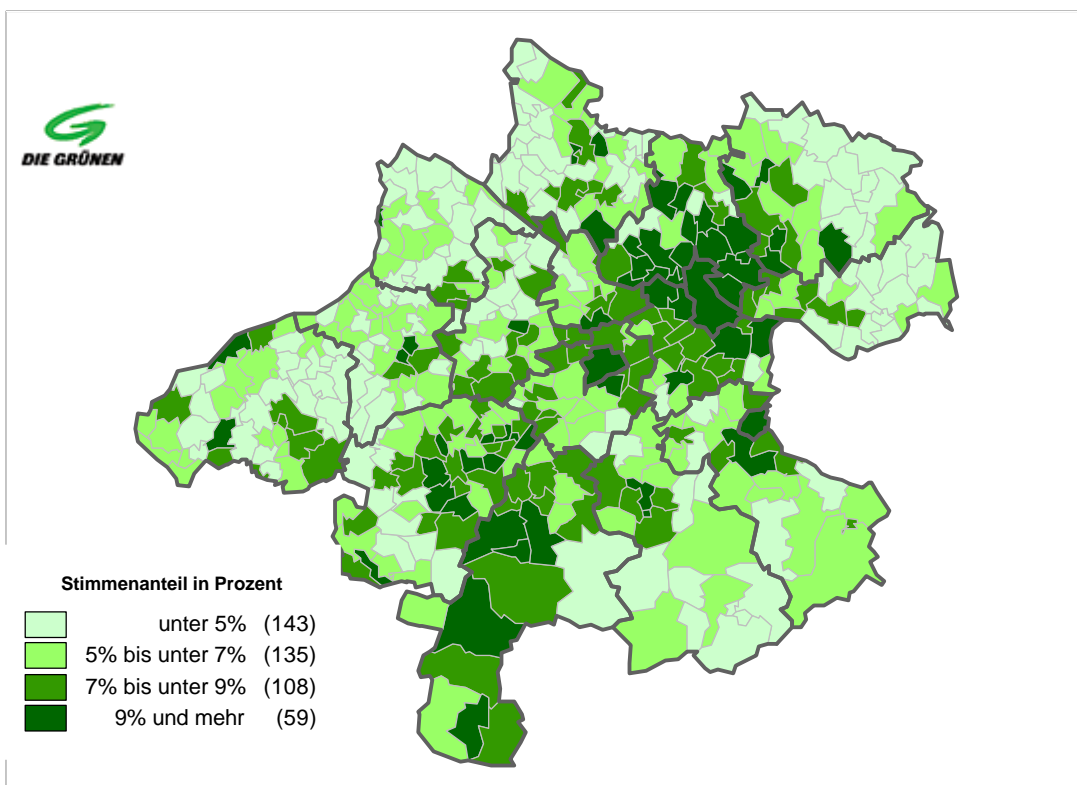 DIE GRÜNEN
Stimmenanteil in Prozent
unter 5% (143)
5% bis unter 7% (135)
7% bis unter 9% (108)
9% und mehr (59)